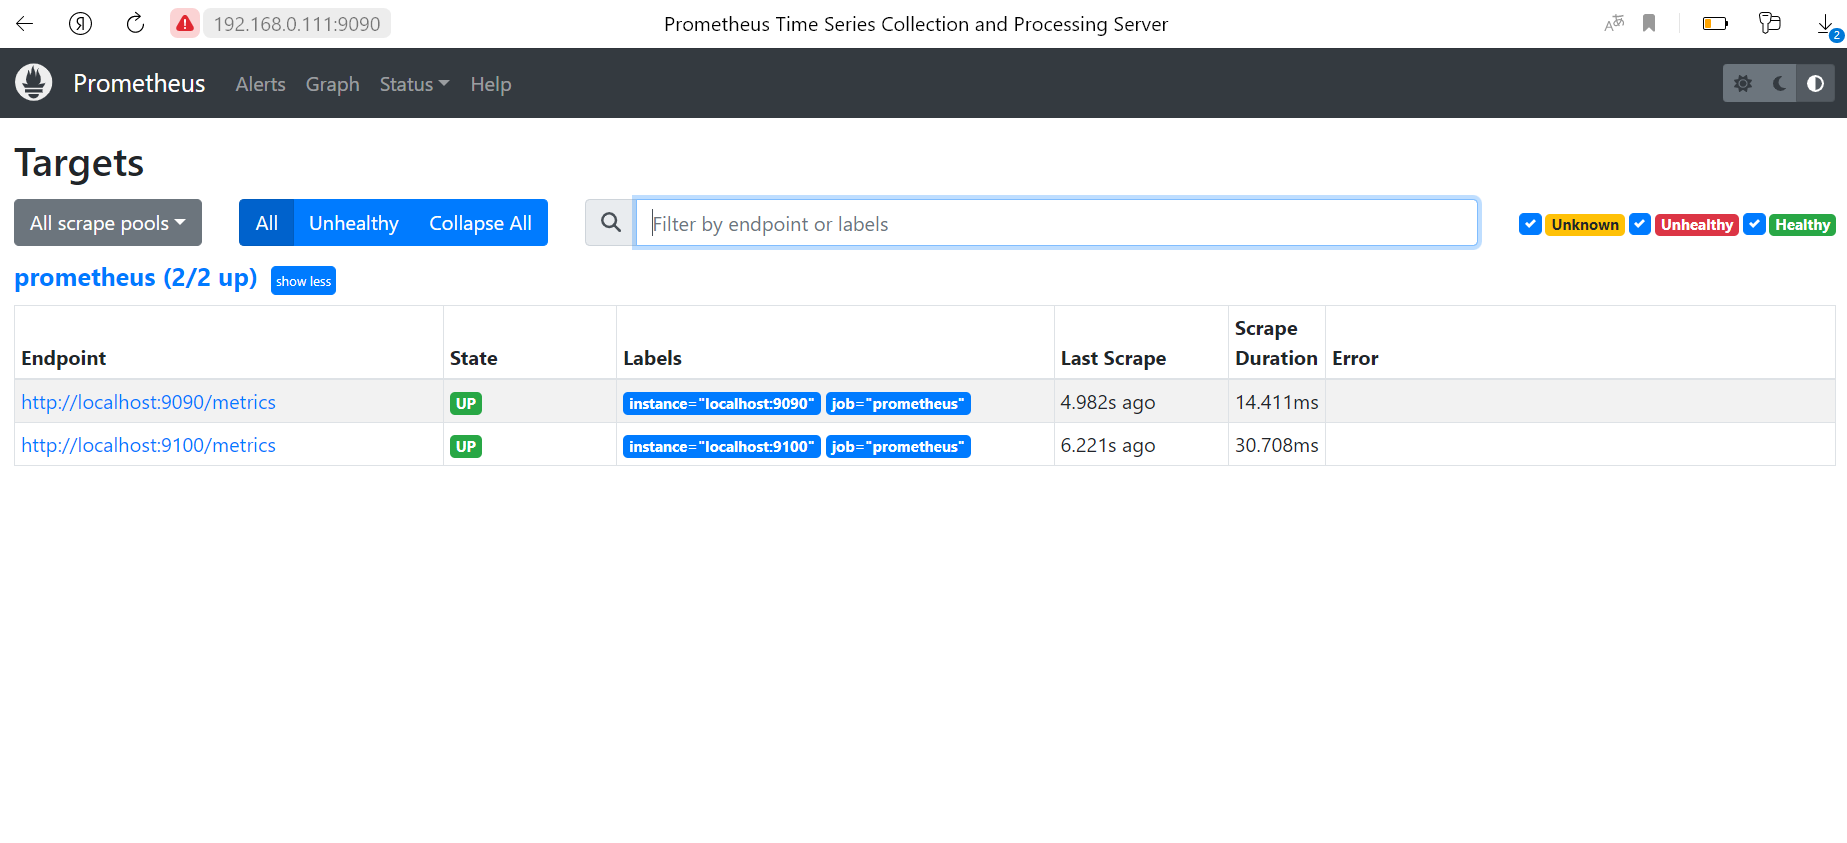 Я 192.168.0.111:9090 Prometheus Time Series Collection and Processing Server 2
Prometheus Alerts Graph Status Help
Targets
All scrape pools All Unhealthy Collapse All Filter by endpoint or labels Unknown Unhealthy Healthy
prometheus (2/2 up) show less
Endpoint State Labels Last Scrape Scrape Duration Error
http://localhost:9090/metrics UP instance="localhost:9090" job="prometheus" 4.982s ago 14.411ms
http://localhost:9100/metrics UP instance="localhost:9100" job="prometheus" 6.221s ago 30.708ms